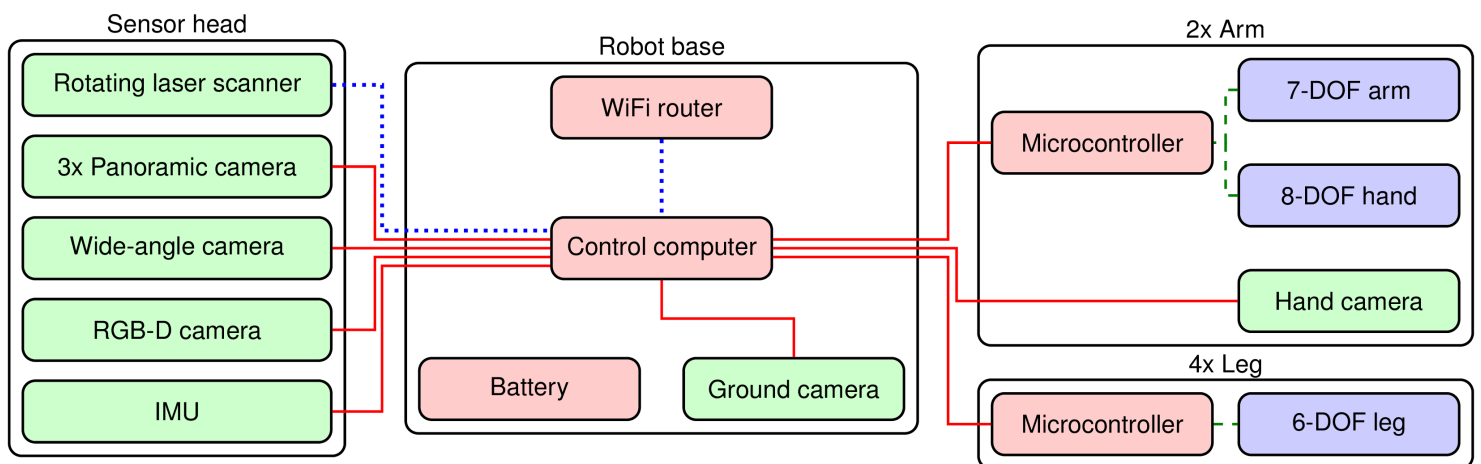 Sensor head
Rotating laser scanner
3x Panoramic camera
Wide-angle camera
RGB-D camera
IMU
Robot base
WiFi router
Control computer
Battery
Ground camera
2x Arm
Microcontroller
7-DOF arm
8-DOF hand
Hand camera
4x Leg
Microcontroller
6-DOF leg